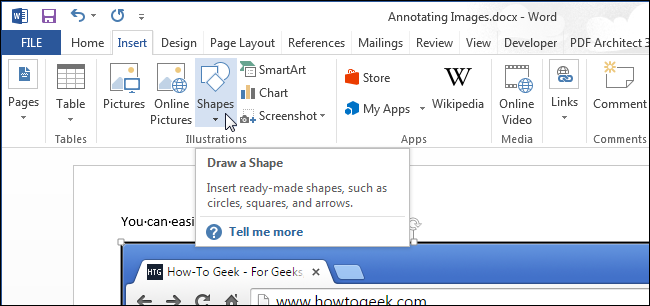 Annotating Images.docx - Word
FILE Home Insert Design Page Layout References Mailings Review View Developer PDF Architect 3
Pages Table Pictures Online Pictures Shapes SmartArt Chart Screenshot Store My Apps Wikipedia Online Video Links Comment
Tables Illustrations Apps Media Comments
Draw a Shape
Insert ready-made shapes, such as
circles, squares, and arrows.
Tell me more
You·can·easi
HTG How-To Geek - For Geeks
www.howtogeek.com